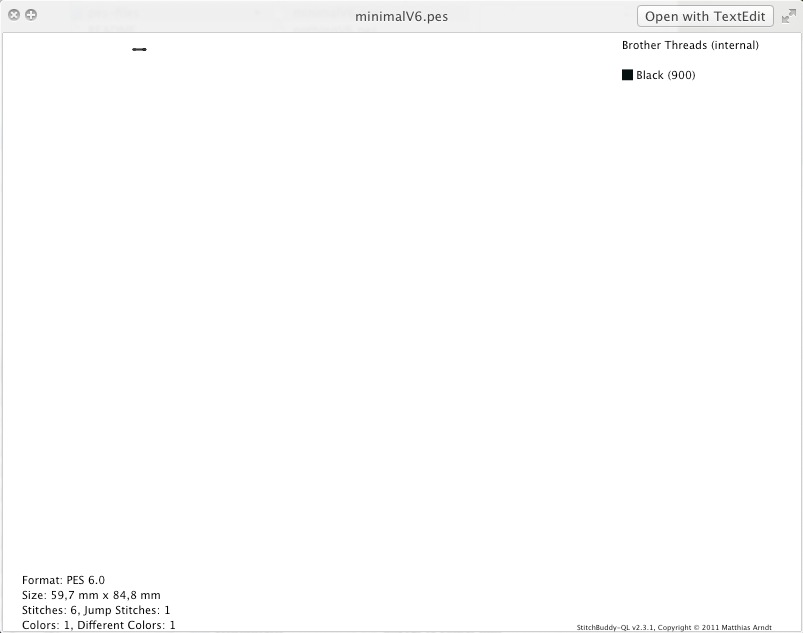 minimalV6.pes
Open with TextEdit
Brother Threads (internal)
Black (900)
Format: PES 6.0
Size: 59,7 mm x 84,8 mm
Stitches: 6, Jump Stitches: 1
Colors: 1, Different Colors: 1
StitchBuddy-QL v2.3.1, Copyright © 2011 Matthias Arndt